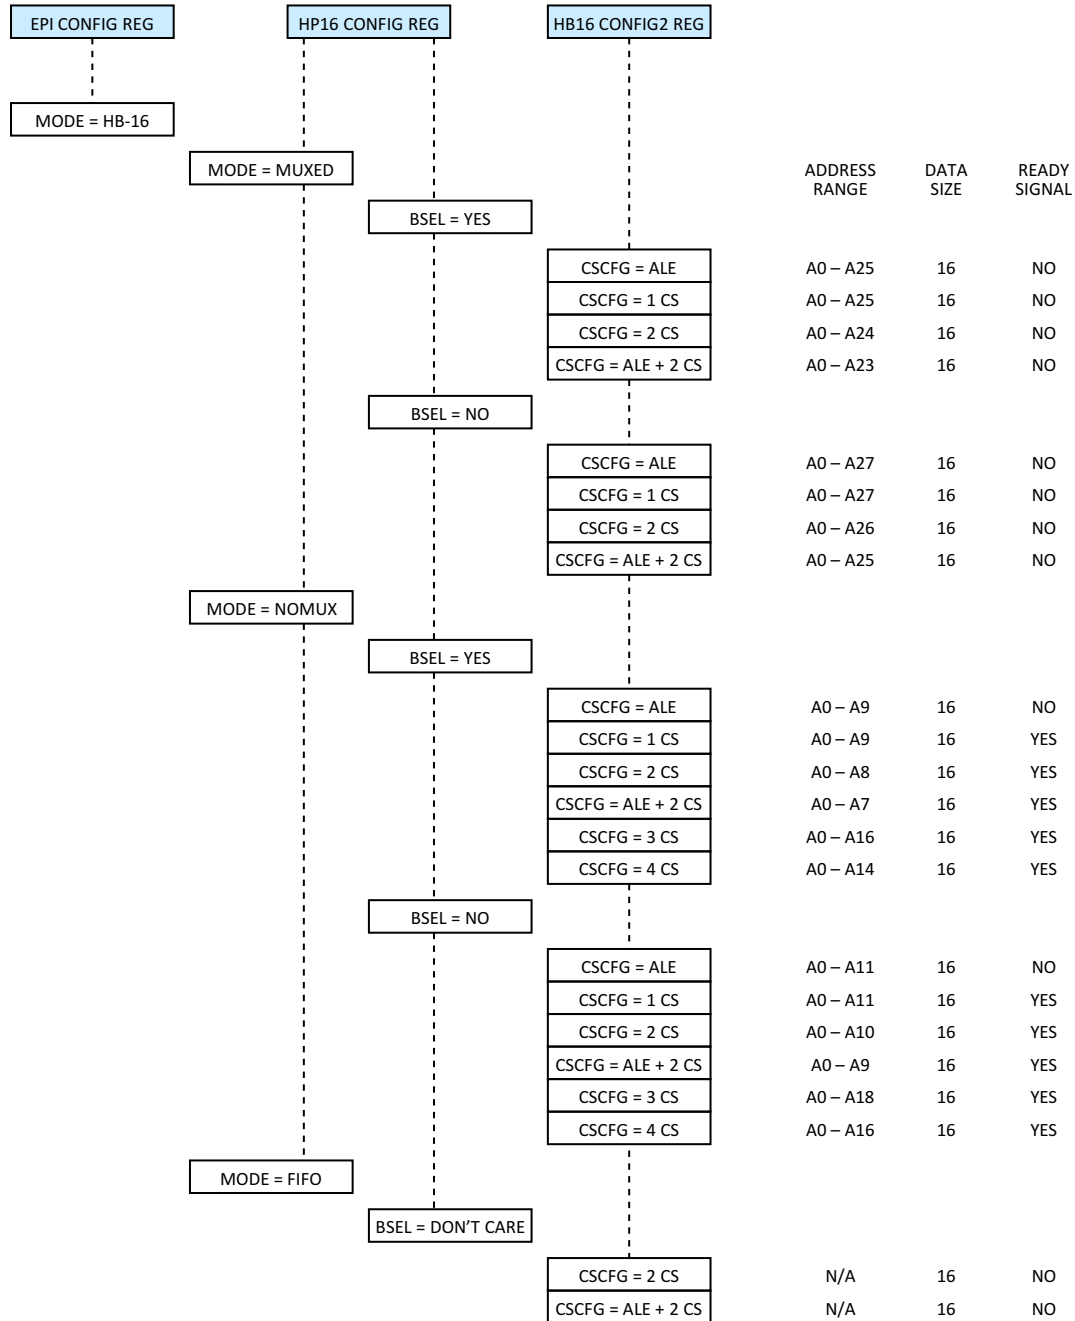 EPI CONFIG REG HP16 CONFIG REG HB16 CONFIG2 REG
MODE = HB-16
MODE = MUXED
ADDRESS RANGE DATA SIZE READY SIGNAL
BSEL = YES
CSCFG = ALE A0 – A25 16 NO
CSCFG = 1 CS A0 – A25 16 NO
CSCFG = 2 CS A0 – A24 16 NO
CSCFG = ALE + 2 CS A0 – A23 16 NO
BSEL = NO
CSCFG = ALE A0 – A27 16 NO
CSCFG = 1 CS A0 – A27 16 NO
CSCFG = 2 CS A0 – A26 16 NO
CSCFG = ALE + 2 CS A0 – A25 16 NO
MODE = NOMUX
BSEL = YES
CSCFG = ALE A0 – A9 16 NO
CSCFG = 1 CS A0 – A9 16 YES
CSCFG = 2 CS A0 – A8 16 YES
CSCFG = ALE + 2 CS A0 – A7 16 YES
CSCFG = 3 CS A0 – A16 16 YES
CSCFG = 4 CS A0 – A14 16 YES
BSEL = NO
CSCFG = ALE A0 – A11 16 NO
CSCFG = 1 CS A0 – A11 16 YES
CSCFG = 2 CS A0 – A10 16 YES
CSCFG = ALE + 2 CS A0 – A9 16 YES
CSCFG = 3 CS A0 – A18 16 YES
CSCFG = 4 CS A0 – A16 16 YES
MODE = FIFO
BSEL = DON’T CARE
CSCFG = 2 CS N/A 16 NO
CSCFG = ALE + 2 CS N/A 16 NO